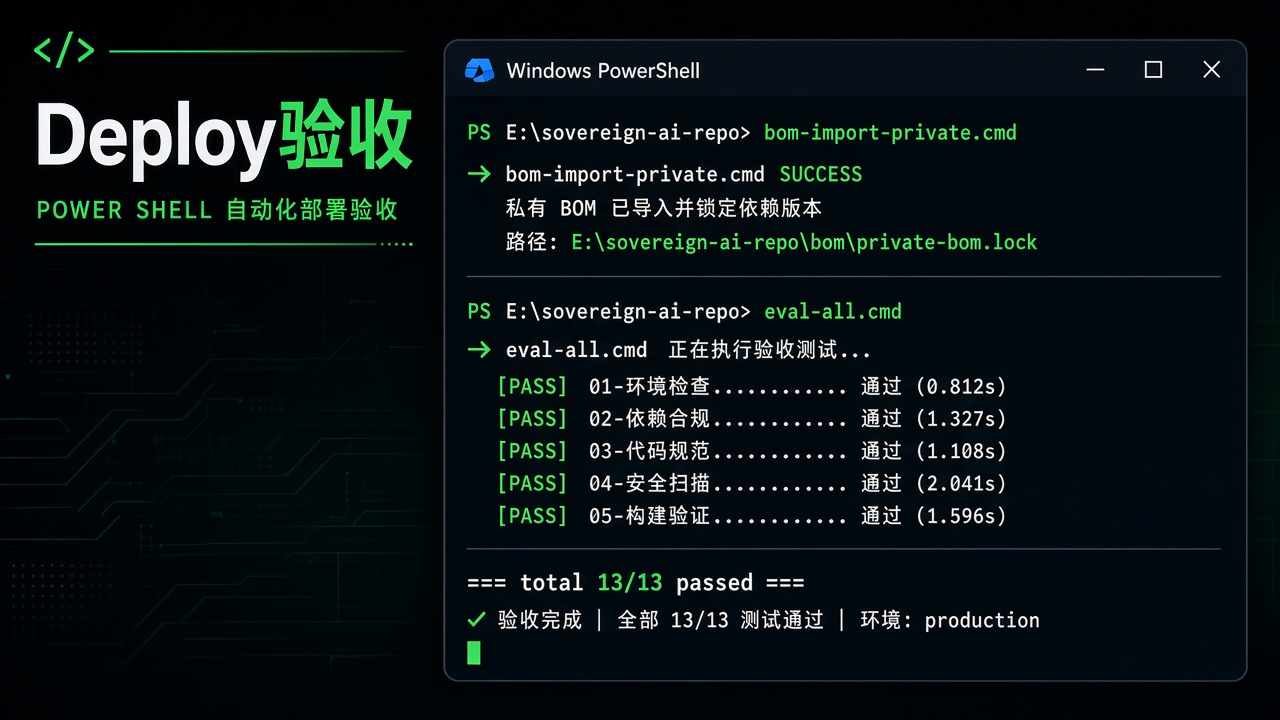 </>
Deploy验收
POWER SHELL 自动化部署验收
Windows PowerShell
PS E:\sovereign-ai-repo> bom-import-private.cmd
→ bom-import-private.cmd SUCCESS
私有 BOM 已导入并锁定依赖版本
路径: E:\sovereign-ai-repo\bom\private-bom.lock
PS E:\sovereign-ai-repo> eval-all.cmd
→ eval-all.cmd 正在执行验收测试...
[PASS] 01-环境检查............ 通过 (0.812s)
[PASS] 02-依赖合规............ 通过 (1.327s)
[PASS] 03-代码规范............ 通过 (1.108s)
[PASS] 04-安全扫描............ 通过 (2.041s)
[PASS] 05-构建验证............ 通过 (1.596s)
=== total 13/13 passed ===
✓ 验收完成 | 全部 13/13 测试通过 | 环境: production